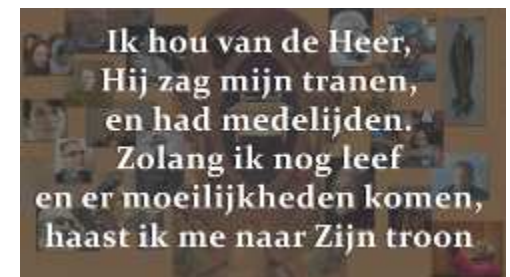 Ik hou van de Heer,
Hij zag mijn tranen,
en had medelijden.
Zolang ik nog leef
en er moeilijkheden komen,
haast ik me naar Zijn troon